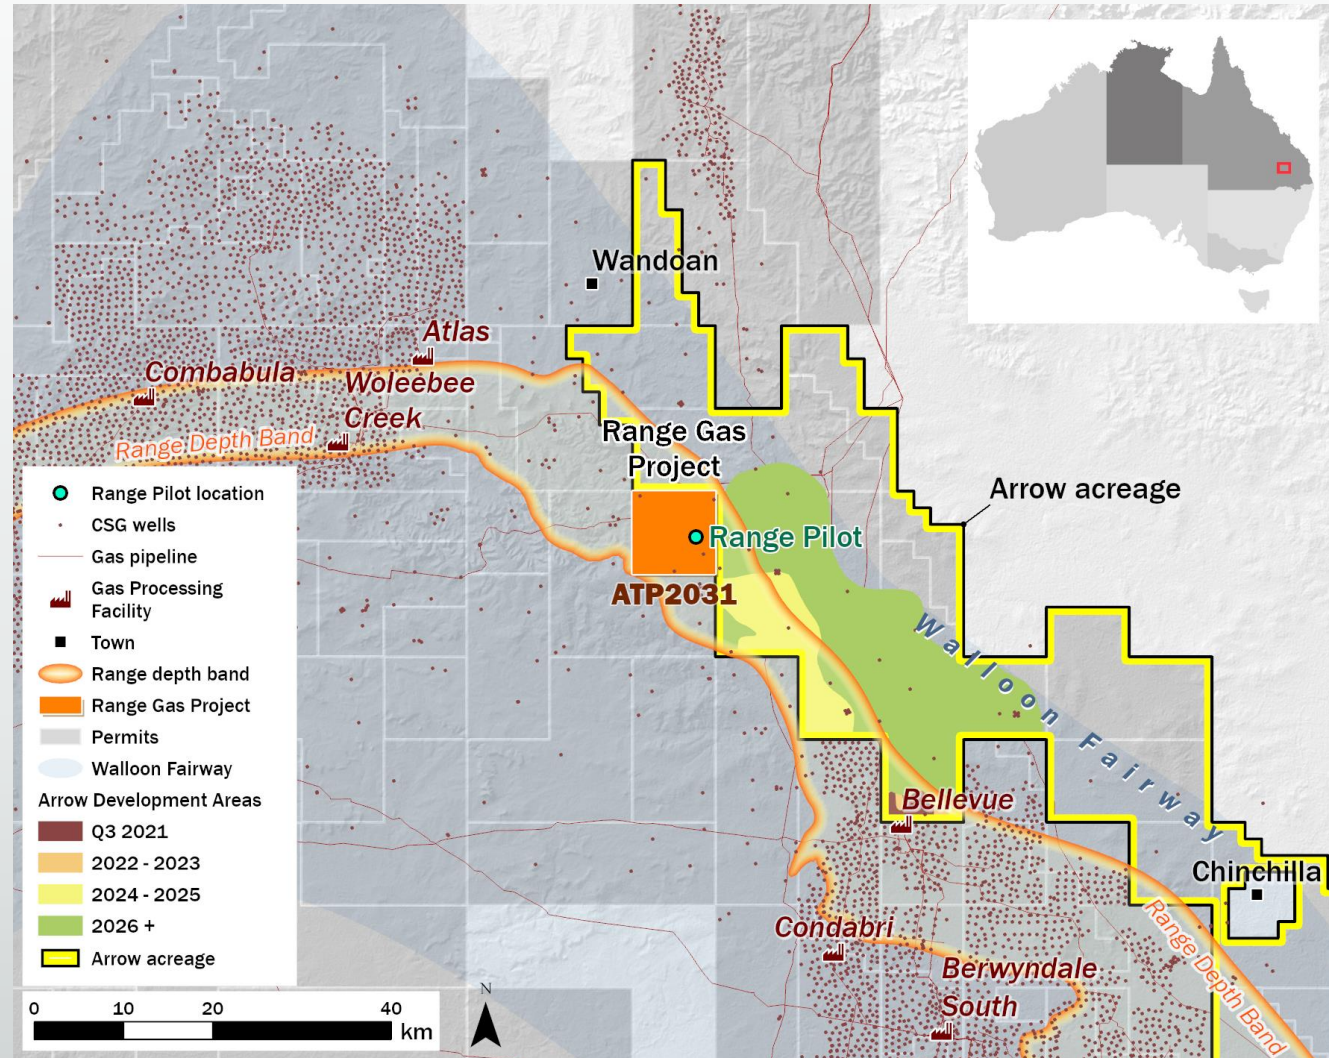 Wandoan
Atlas
Combabula
Woleebee
Creek
Range Depth Band
Range Gas
Project
Arrow acreage
Range Pilot
ATP2031
Walloon Fairway
Bellevue
Chinchilla
Condabri
Berwyndale
South
Range Depth Band
Range Pilot location
CSG wells
Gas pipeline
Gas Processing
Facility
Town
Range depth band
Range Gas Project
Permits
Walloon Fairway
Arrow Development Areas
Q3 2021
2022 - 2023
2024 - 2025
2026 +
Arrow acreage
0 10 20 40
km
N